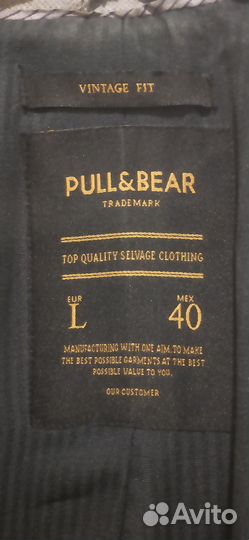 VINTAGE FIT
PULL&BEAR
TRADEMARK
TOP QUALITY SELVAGE CLOTHING
EUR MEX
L 40
MANUFACTURING WITH ONE AIM. TO MAKE
THE BEST POSSIBLE GARMENTS AT THE BEST
POSSIBLE VALUE TO YOU.
OUR CUSTOMER
Avito